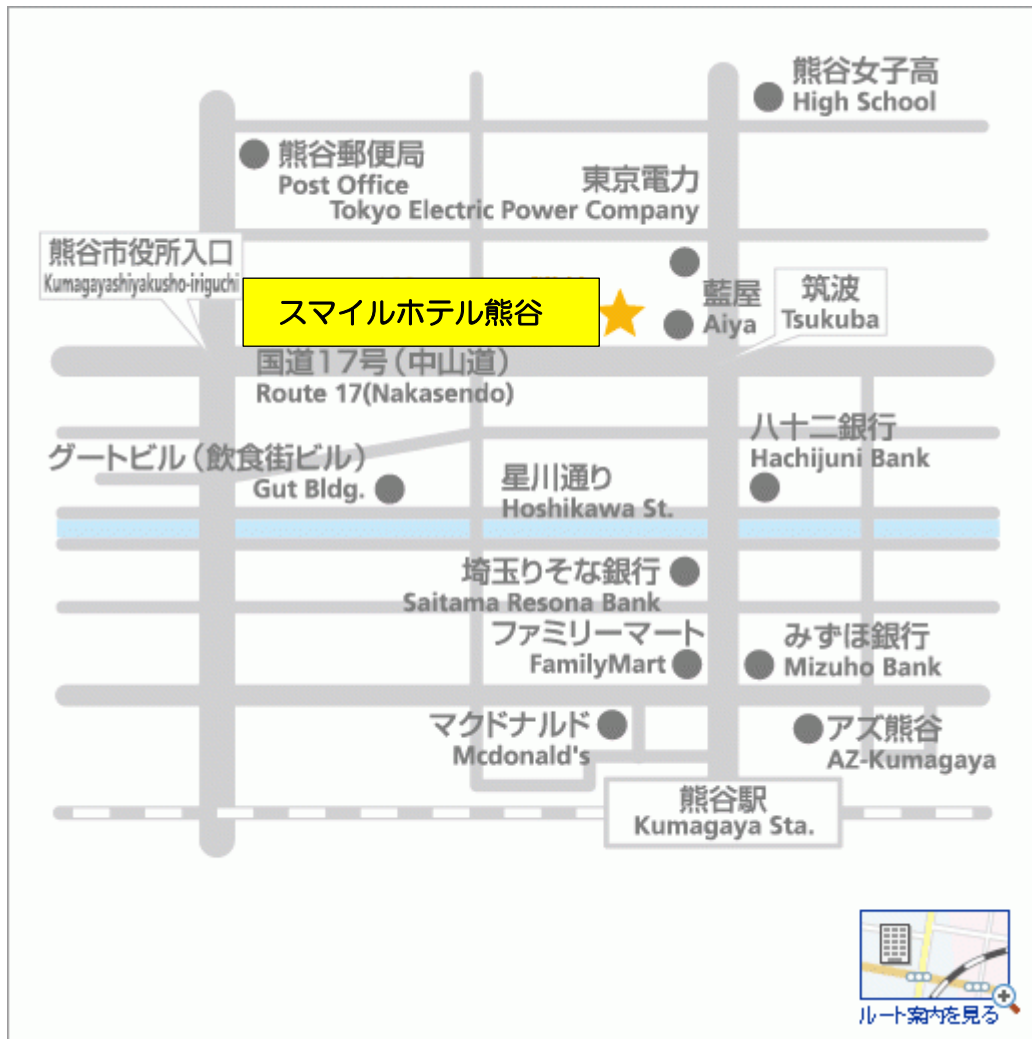 熊谷女子高
High School
熊谷郵便局
Post Office
東京電力
Tokyo Electric Power Company
熊谷市役所入口
Kumagayashiyakusho-iriguchi
スマイルホテル熊谷
藍屋
Aiya
筑波
Tsukuba
国道17号(中山道)
Route 17(Nakasendo)
八十二銀行
Hachijuni Bank
グートビル(飲食街ビル)
Gut Bldg.
星川通り
Hoshikawa St.
埼玉りそな銀行
Saitama Resona Bank
ファミリーマート
FamilyMart
みずほ銀行
Mizuho Bank
マクドナルド
Mcdonald's
アズ熊谷
AZ-Kumagaya
熊谷駅
Kumagaya Sta.
ルート案内を見る